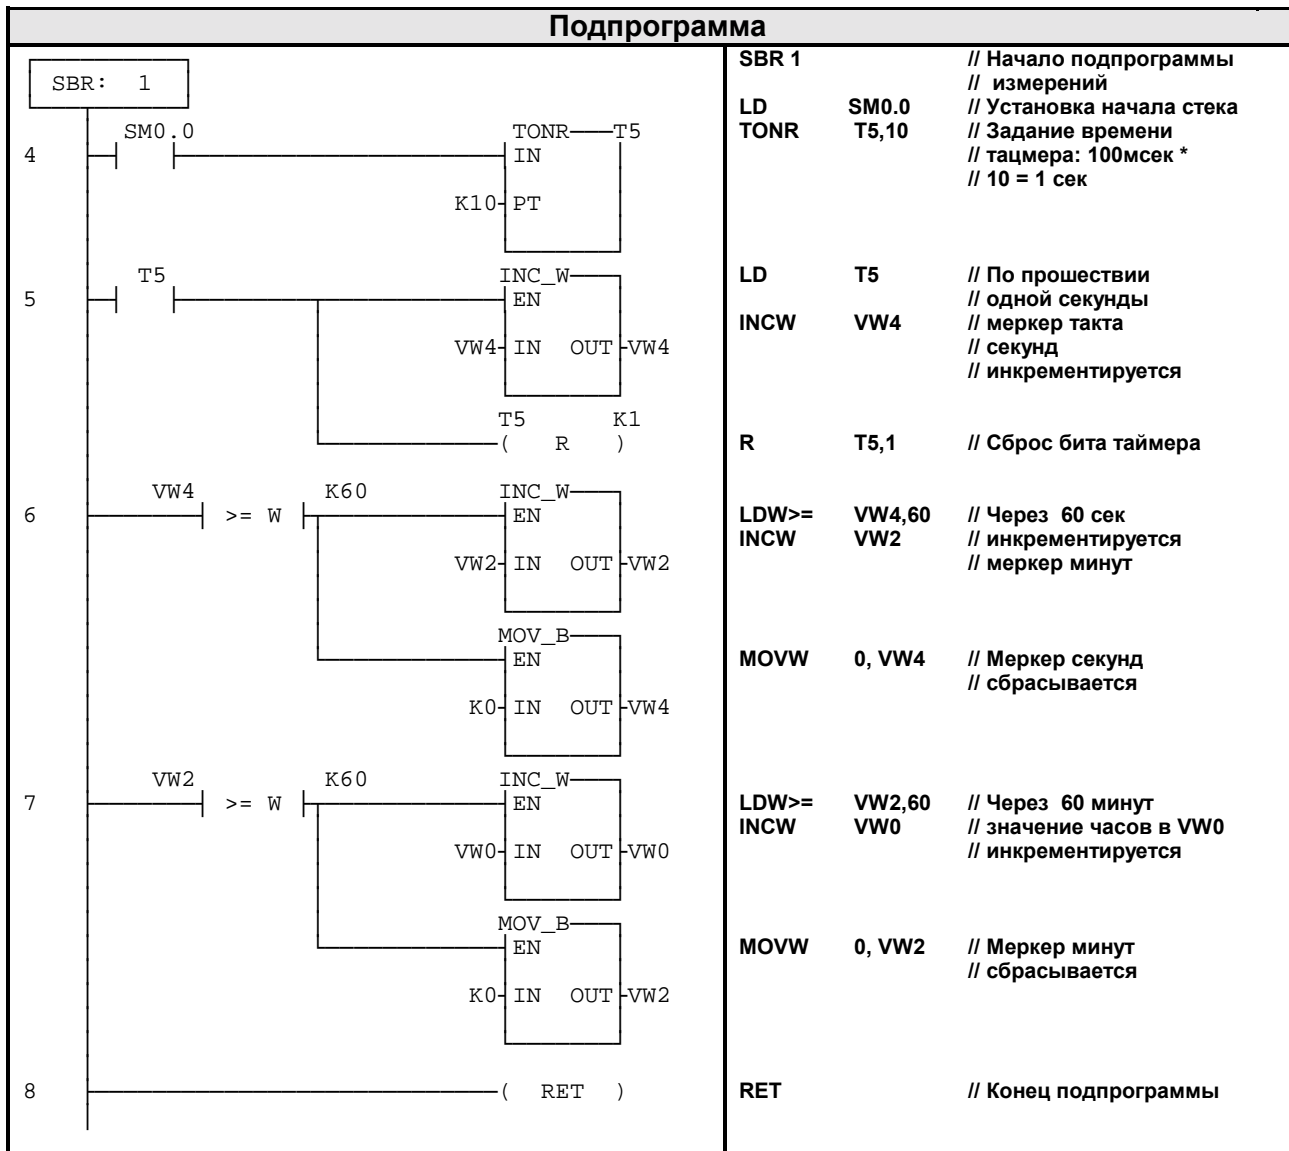 Подпрограмма
SBR: 1
SM0.0
4
TONR T5
IN
K10 PT
T5
5
INC_W
EN
VW4 IN OUT VW4
T5 K1
( R )
VW4 K60
6
>= W
INC_W
EN
VW2 IN OUT VW2
MOV_B
EN
K0 IN OUT VW4
VW2 K60
7
>= W
INC_W
EN
VW0 IN OUT VW0
MOV_B
EN
K0 IN OUT VW2
8
( RET )
SBR 1 // Начало подпрограммы
// измерений
LD SM0.0 // Установка начала стека
TONR T5,10 // Задание времени
// тацмера: 100мсек *
// 10 = 1 сек
LD T5 // По прошествии
// одной секунды
INCW VW4 // меркер такта
// секунд
// инкрементируется
R T5,1 // Сброс бита таймера
LDW>= VW4,60 // Через 60 сек
INCW VW2 // инкрементируется
// меркер минут
MOVW 0, VW4 // Меркер секунд
// сбрасывается
LDW>= VW2,60 // Через 60 минут
INCW VW0 // значение часов в VW0
// инкрементируется
MOVW 0, VW2 // Меркер минут
// сбрасывается
RET // Конец подпрограммы